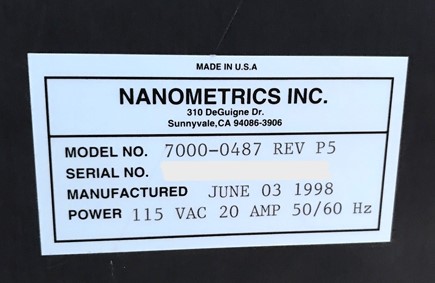 MADE IN U.S.A
NANOMETRICS INC.
310 DeGuigne Dr.
Sunnyvale,CA 94086-3906
MODEL NO. 7000-0487 REV P5
SERIAL NO.
MANUFACTURED JUNE 03 1998
POWER 115 VAC 20 AMP 50/60 Hz